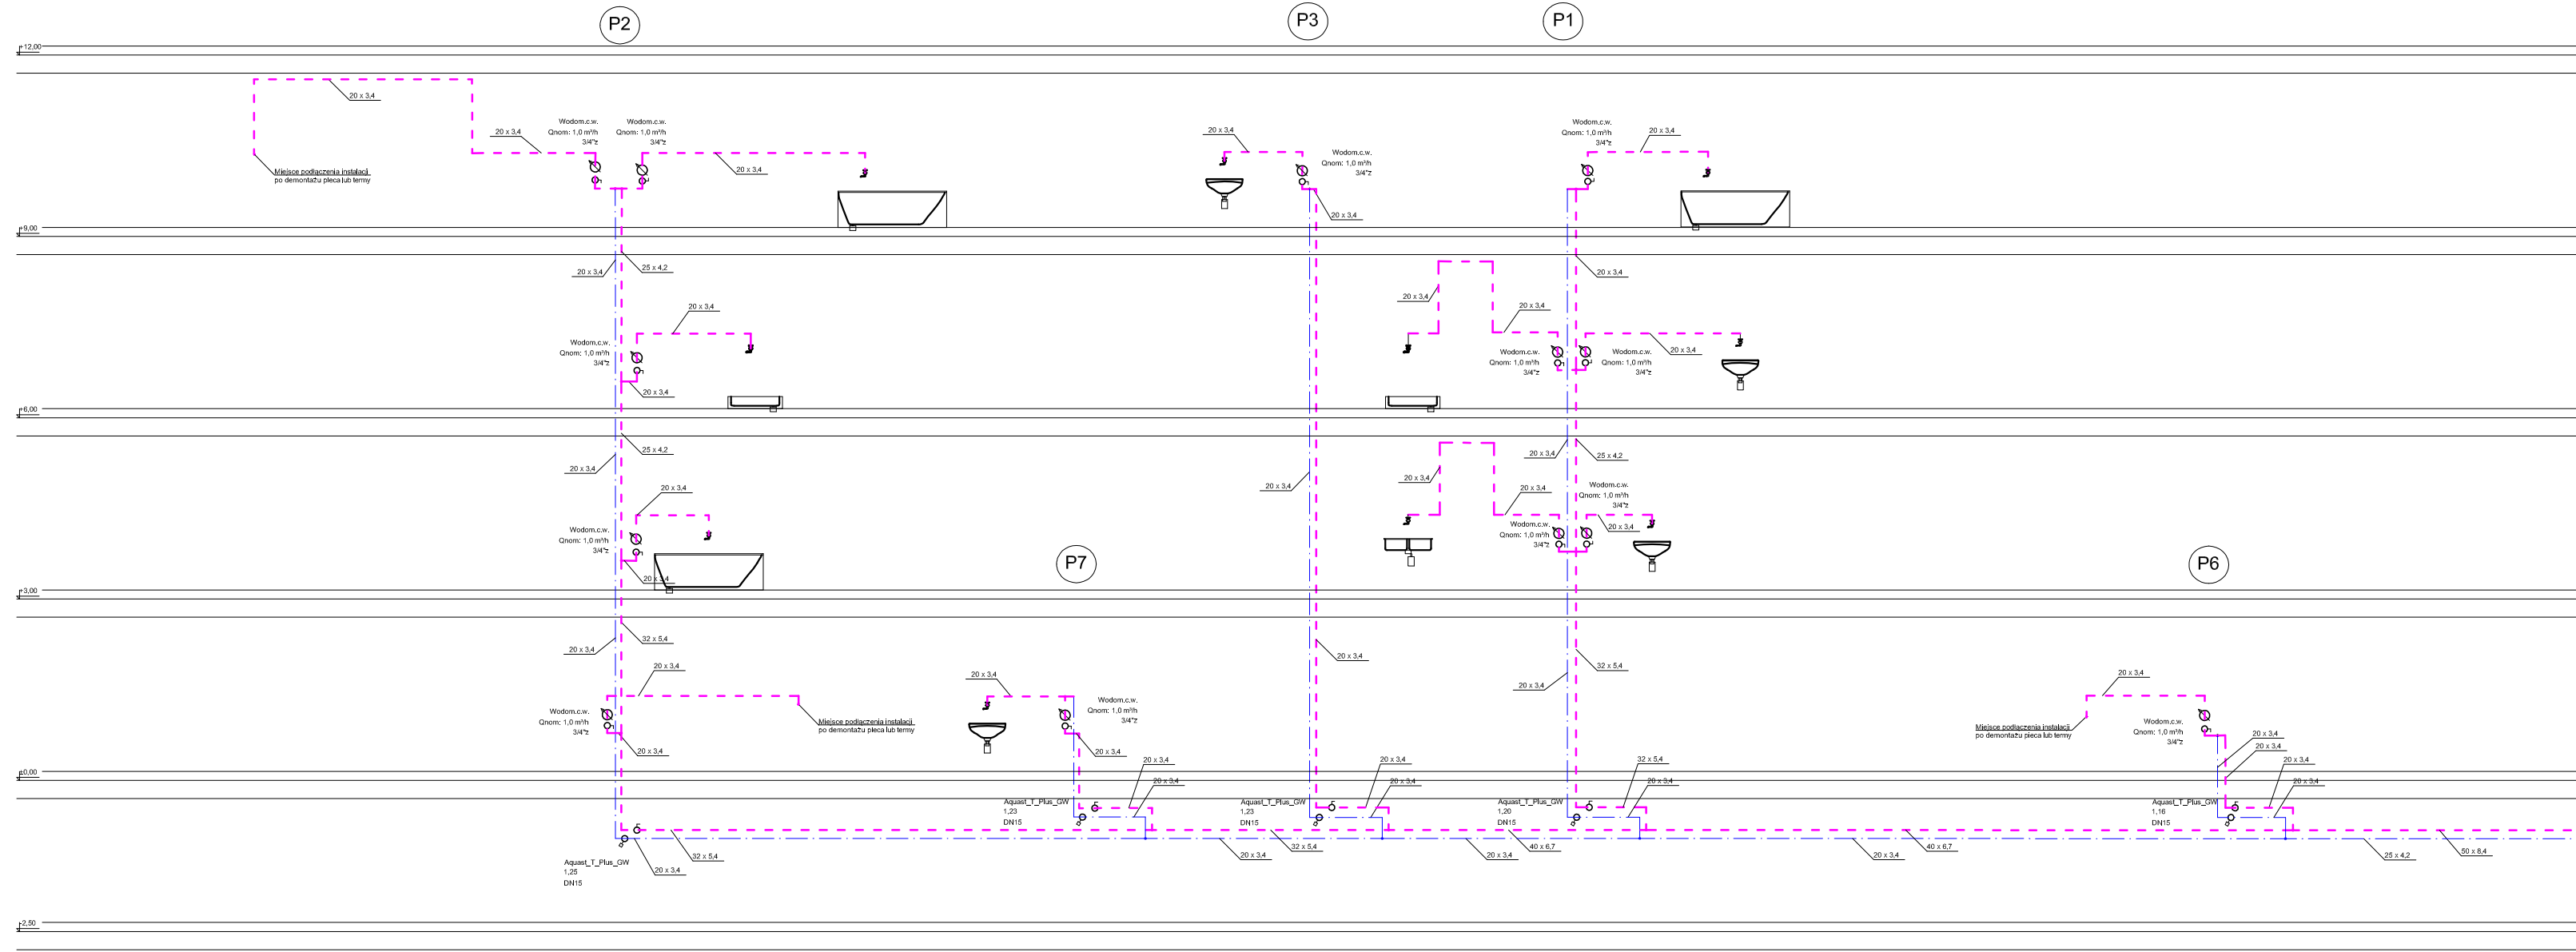 P2
P3
P1
+12,00
20 x 3,4
20 x 3,4
Wodom.c.w.
Qnom: 1,0 m³/h
3/4"z
Wodom.c.w.
Qnom: 1,0 m³/h
3/4"z
20 x 3,4
Miejsce podłączenia instalacji
po demontażu pieca lub termy
20 x 3,4
Wodom.c.w.
Qnom: 1,0 m³/h
3/4"z
20 x 3,4
Wodom.c.w.
Qnom: 1,0 m³/h
3/4"z
20 x 3,4
+9,00
20 x 3,4
25 x 4,2
20 x 3,4
20 x 3,4
20 x 3,4
20 x 3,4
Wodom.c.w.
Qnom: 1,0 m³/h
3/4"z
20 x 3,4
Wodom.c.w.
Qnom: 1,0 m³/h
3/4"z
Wodom.c.w.
Qnom: 1,0 m³/h
3/4"z
20 x 3,4
+6,00
25 x 4,2
20 x 3,4
20 x 3,4
25 x 4,2
20 x 3,4
20 x 3,4
20 x 3,4
20 x 3,4
Wodom.c.w.
Qnom: 1,0 m³/h
3/4"z
Wodom.c.w.
Qnom: 1,0 m³/h
3/4"z
20 x 3,4
Wodom.c.w.
Qnom: 1,0 m³/h
3/4"z
20 x 3,4
P7
P6
+3,00
32 x 5,4
20 x 3,4
20 x 3,4
20 x 3,4
20 x 3,4
32 x 5,4
20 x 3,4
20 x 3,4
Wodom.c.w.
Qnom: 1,0 m³/h
3/4"z
Miejsce podłączenia instalacji
po demontażu pieca lub termy
20 x 3,4
Wodom.c.w.
Qnom: 1,0 m³/h
3/4"z
20 x 3,4
Miejsce podłączenia instalacji
po demontażu pieca lub termy
Wodom.c.w.
Qnom: 1,0 m³/h
3/4"z
20 x 3,4
20 x 3,4
±0,00
20 x 3,4
20 x 3,4
20 x 3,4
20 x 3,4
32 x 5,4
20 x 3,4
20 x 3,4
20 x 3,4
Aquast_T_Plus_GW
1,23
DN15
Aquast_T_Plus_GW
1,23
DN15
Aquast_T_Plus_GW
1,20
DN15
Aquast_T_Plus_GW
1,16
DN15
32 x 5,4
20 x 3,4
32 x 5,4
20 x 3,4
40 x 6,7
20 x 3,4
40 x 6,7
25 x 4,2
50 x 8,4
Aquast_T_Plus_GW
1,25
DN15
20 x 3,4
-2,50